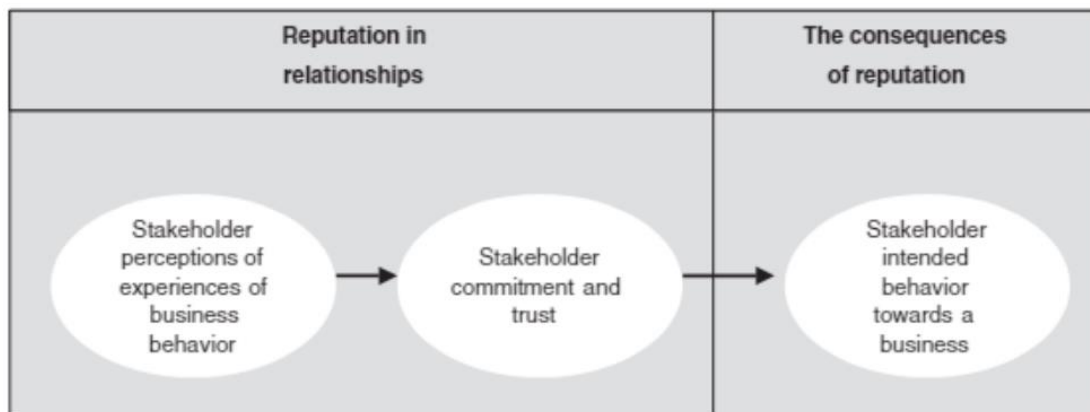 Reputation in
relationships
The consequences
of reputation
Stakeholder
perceptions of
experiences of
business
behavior
Stakeholder
commitment and
trust
Stakeholder
intended
behavior
towards a
business